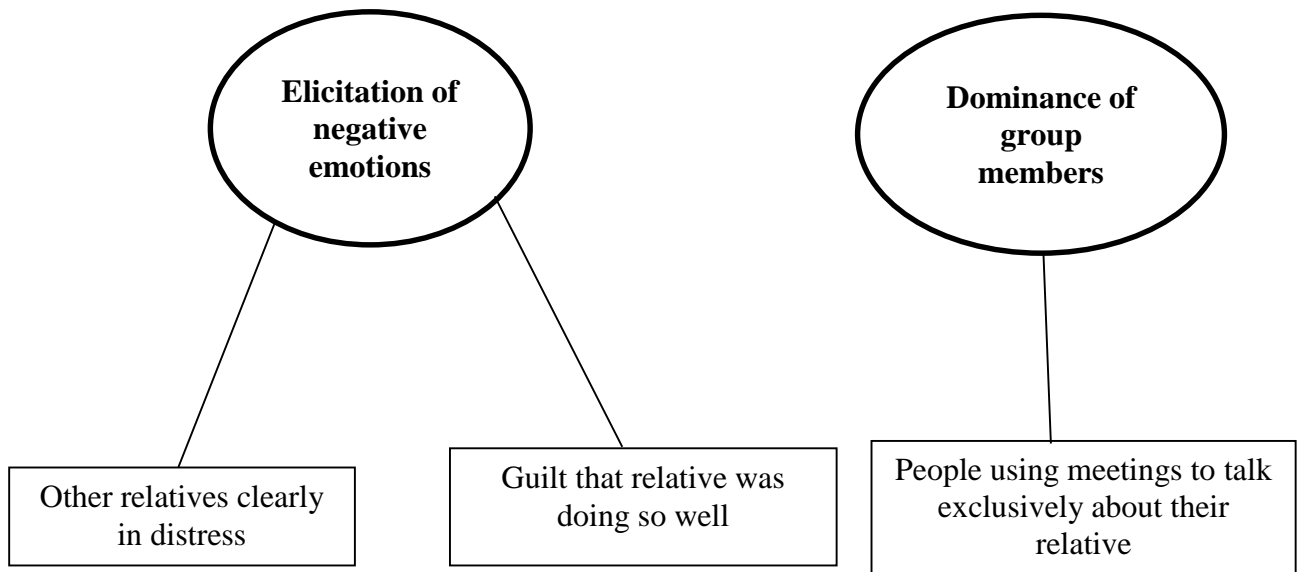 Elicitation of
negative
emotions
Dominance of
group
members
Other relatives clearly
in distress
Guilt that relative was
doing so well
People using meetings to talk
exclusively about their
relative